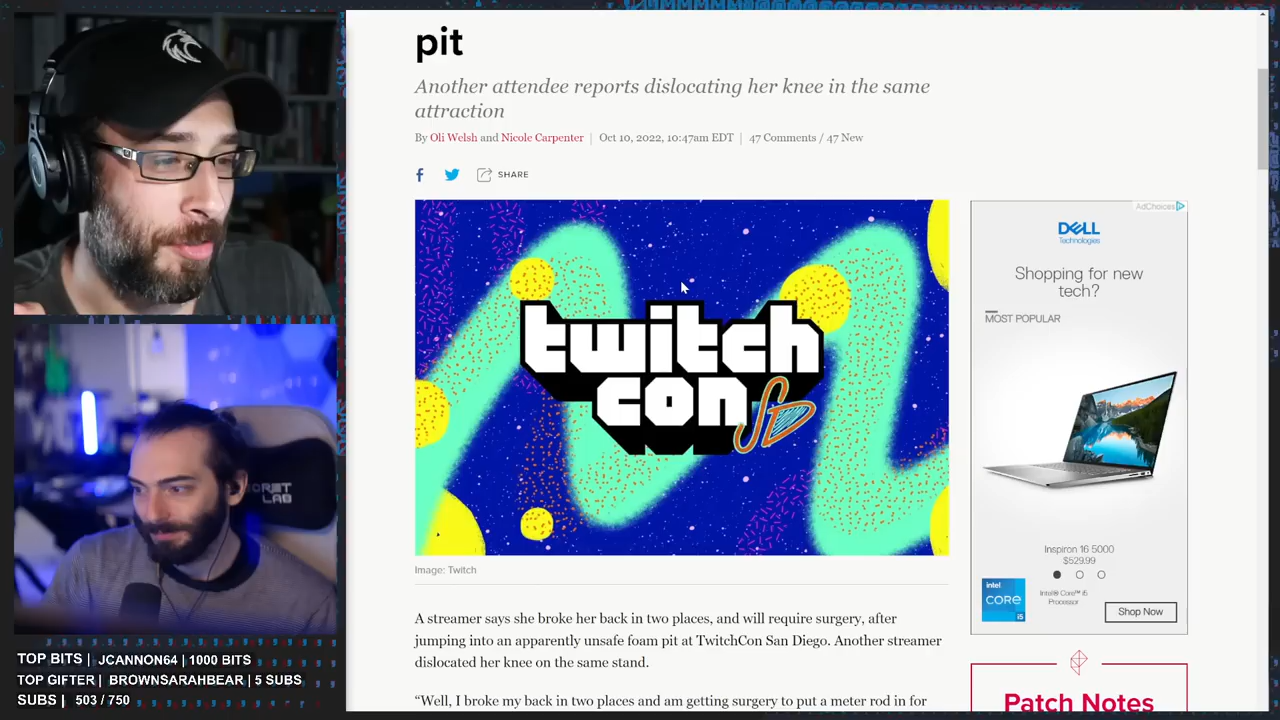 pit
Another attendee reports dislocating her knee in the same
attraction
By Oli Welsh and Nicole Carpenter | Oct 10, 2022, 10:47am EDT | 47 Comments / 47 New
SHARE
AdChoices
DELL
Technologies
Shopping for new
tech?
MOST POPULAR
twitch
con SD
Inspiron 16 5000
$529.99
intel
CORE
i5
Intel® Core™ i5
Processor
Shop Now
Image: Twitch
A streamer says she broke her back in two places, and will require surgery, after
jumping into an apparently unsafe foam pit at TwitchCon San Diego. Another streamer
dislocated her knee on the same stand.
“Well, I broke my back in two places and am getting surgery to put a meter rod in for
Patch Notes
TOP BITS | JCANNON64 | 1000 BITS
TOP GIFTER | BROWNSARAHBEAR | 5 SUBS
SUBS | 503 / 750